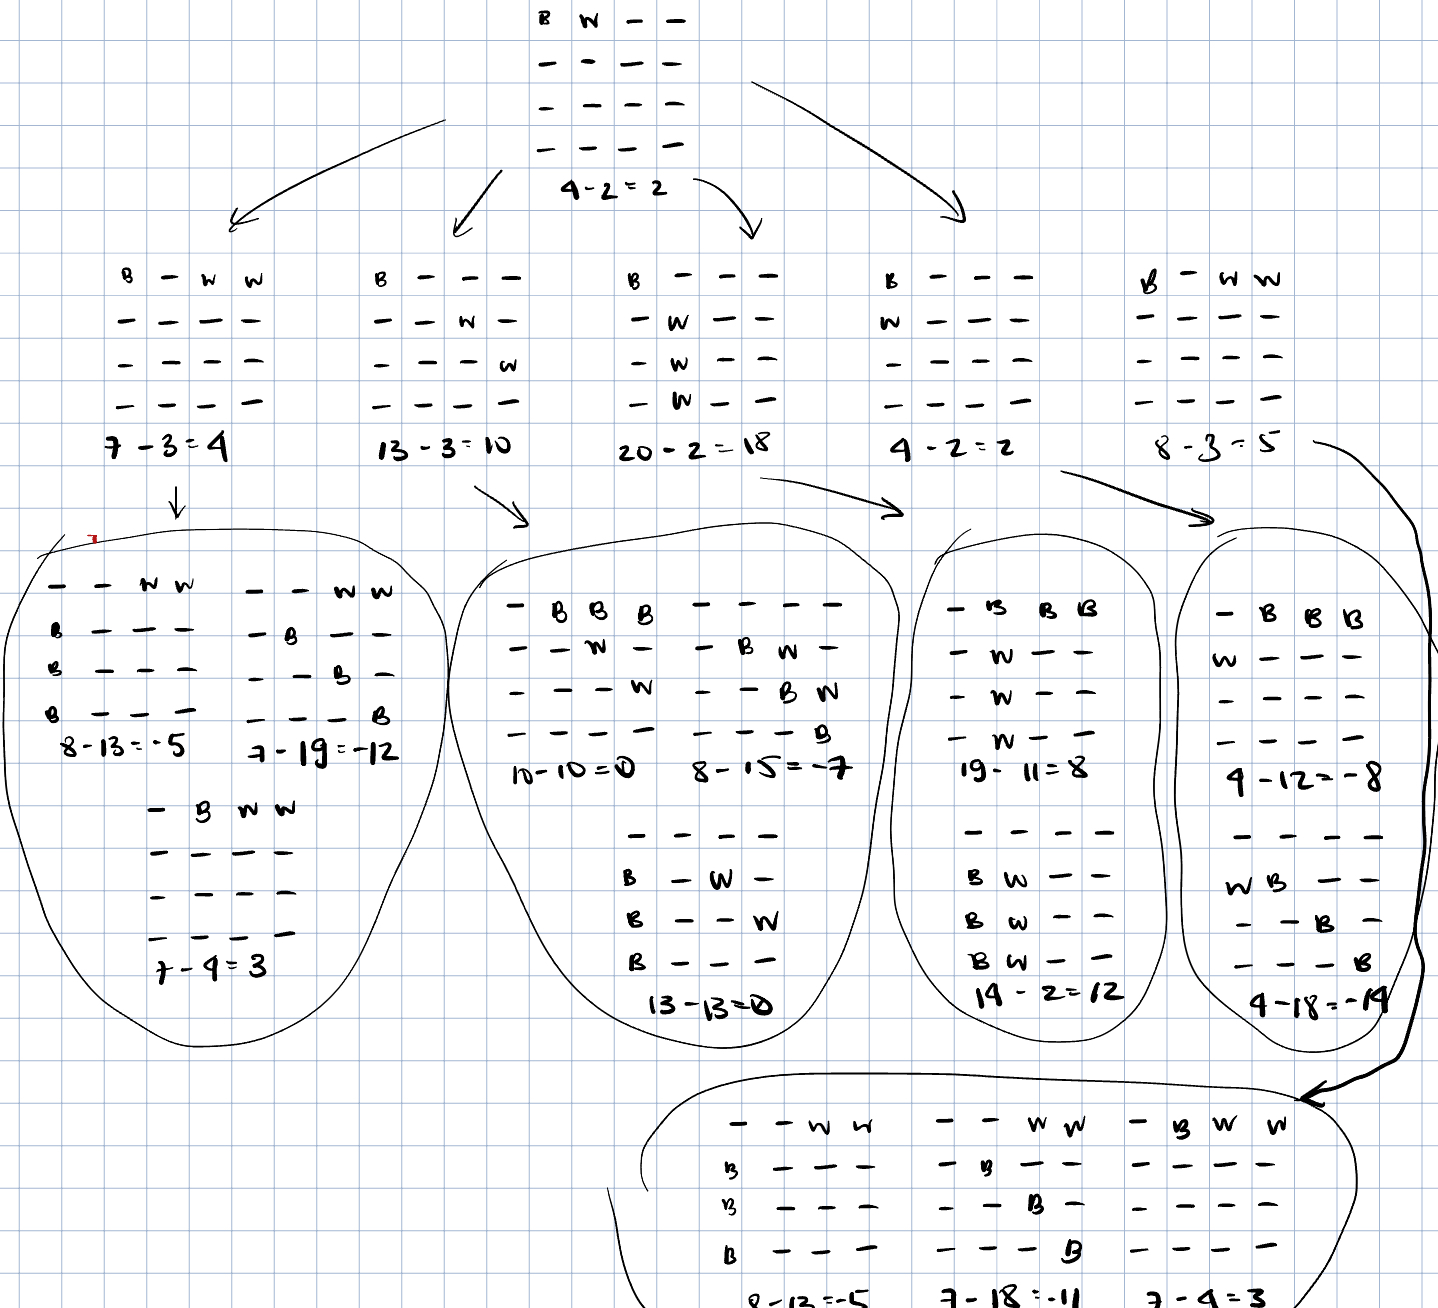 B W - -
- - - -
- - - -
- - - -
4-2=2
B - W W
- - - -
- - - -
- - - -
7-3=4
B - - -
- - W -
- - - W
- - - -
13-3=10
B - - -
- W - -
- W - -
- W - -
20-2=18
B - - -
W - - -
- - - -
- - - -
4-2=2
B - W W
- - - -
- - - -
- - - -
8-3=5
- - W W
B - - -
B - - -
B - - -
8-13=-5
- - W W
- B - -
- - B -
- - - B
7-19=-12
- B W W
- - - -
- - - -
- - - -
7-4=3
- B B B
- - W -
- - - W
- - - -
10-10=0
- - - -
- B W -
- - B W
- - - B
8-15=-7
- - - -
B - W -
B - - W
B - - -
13-13=0
- B B B
- W - -
- W - -
- W - -
19-11=8
- - - -
B W - -
B W - -
B W - -
14-2=12
- B B B
W - - -
- - - -
- - - -
4-12=-8
- - - -
W B - -
- - B -
- - - B
4-18=-14
- - W W
B - - -
B - - -
B - - -
8-13=-5
- - W W
- B - -
- - B -
- - - B
7-18=-11
- B W W
- - - -
- - - -
- - - -
7-4=3